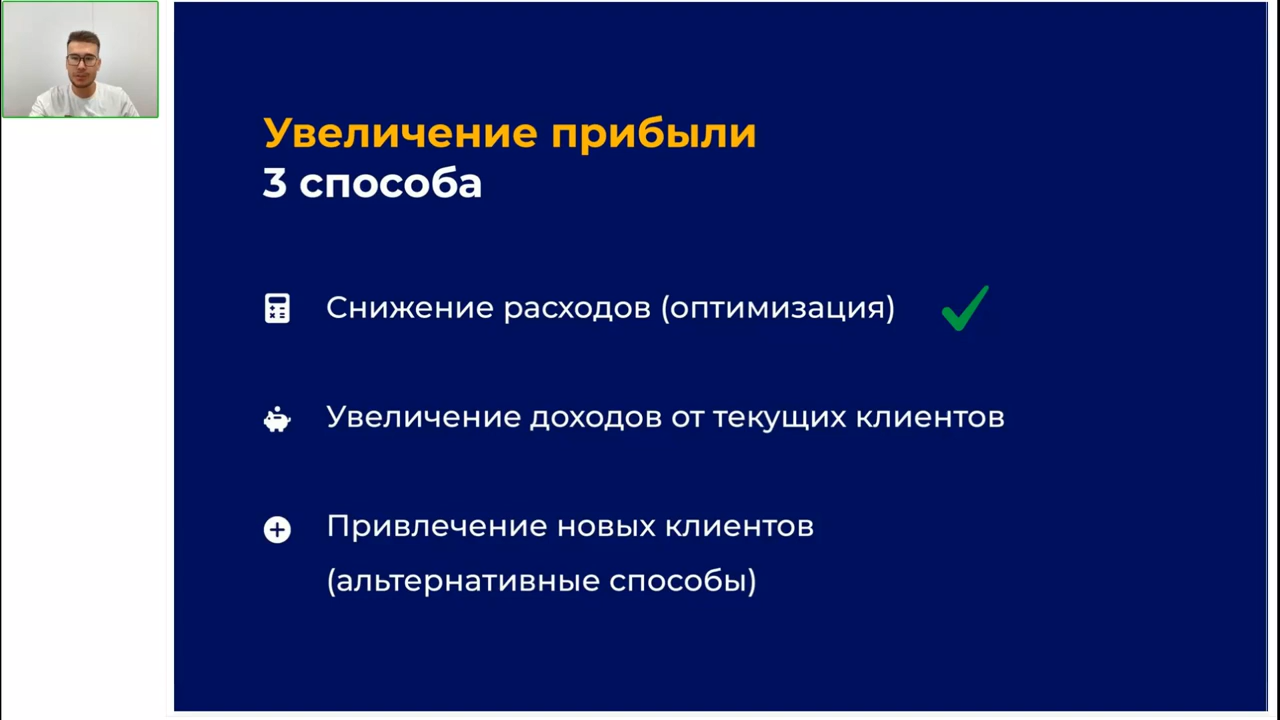 Увеличение прибыли
3 способа
Снижение расходов (оптимизация)
Увеличение доходов от текущих клиентов
Привлечение новых клиентов
(альтернативные способы)